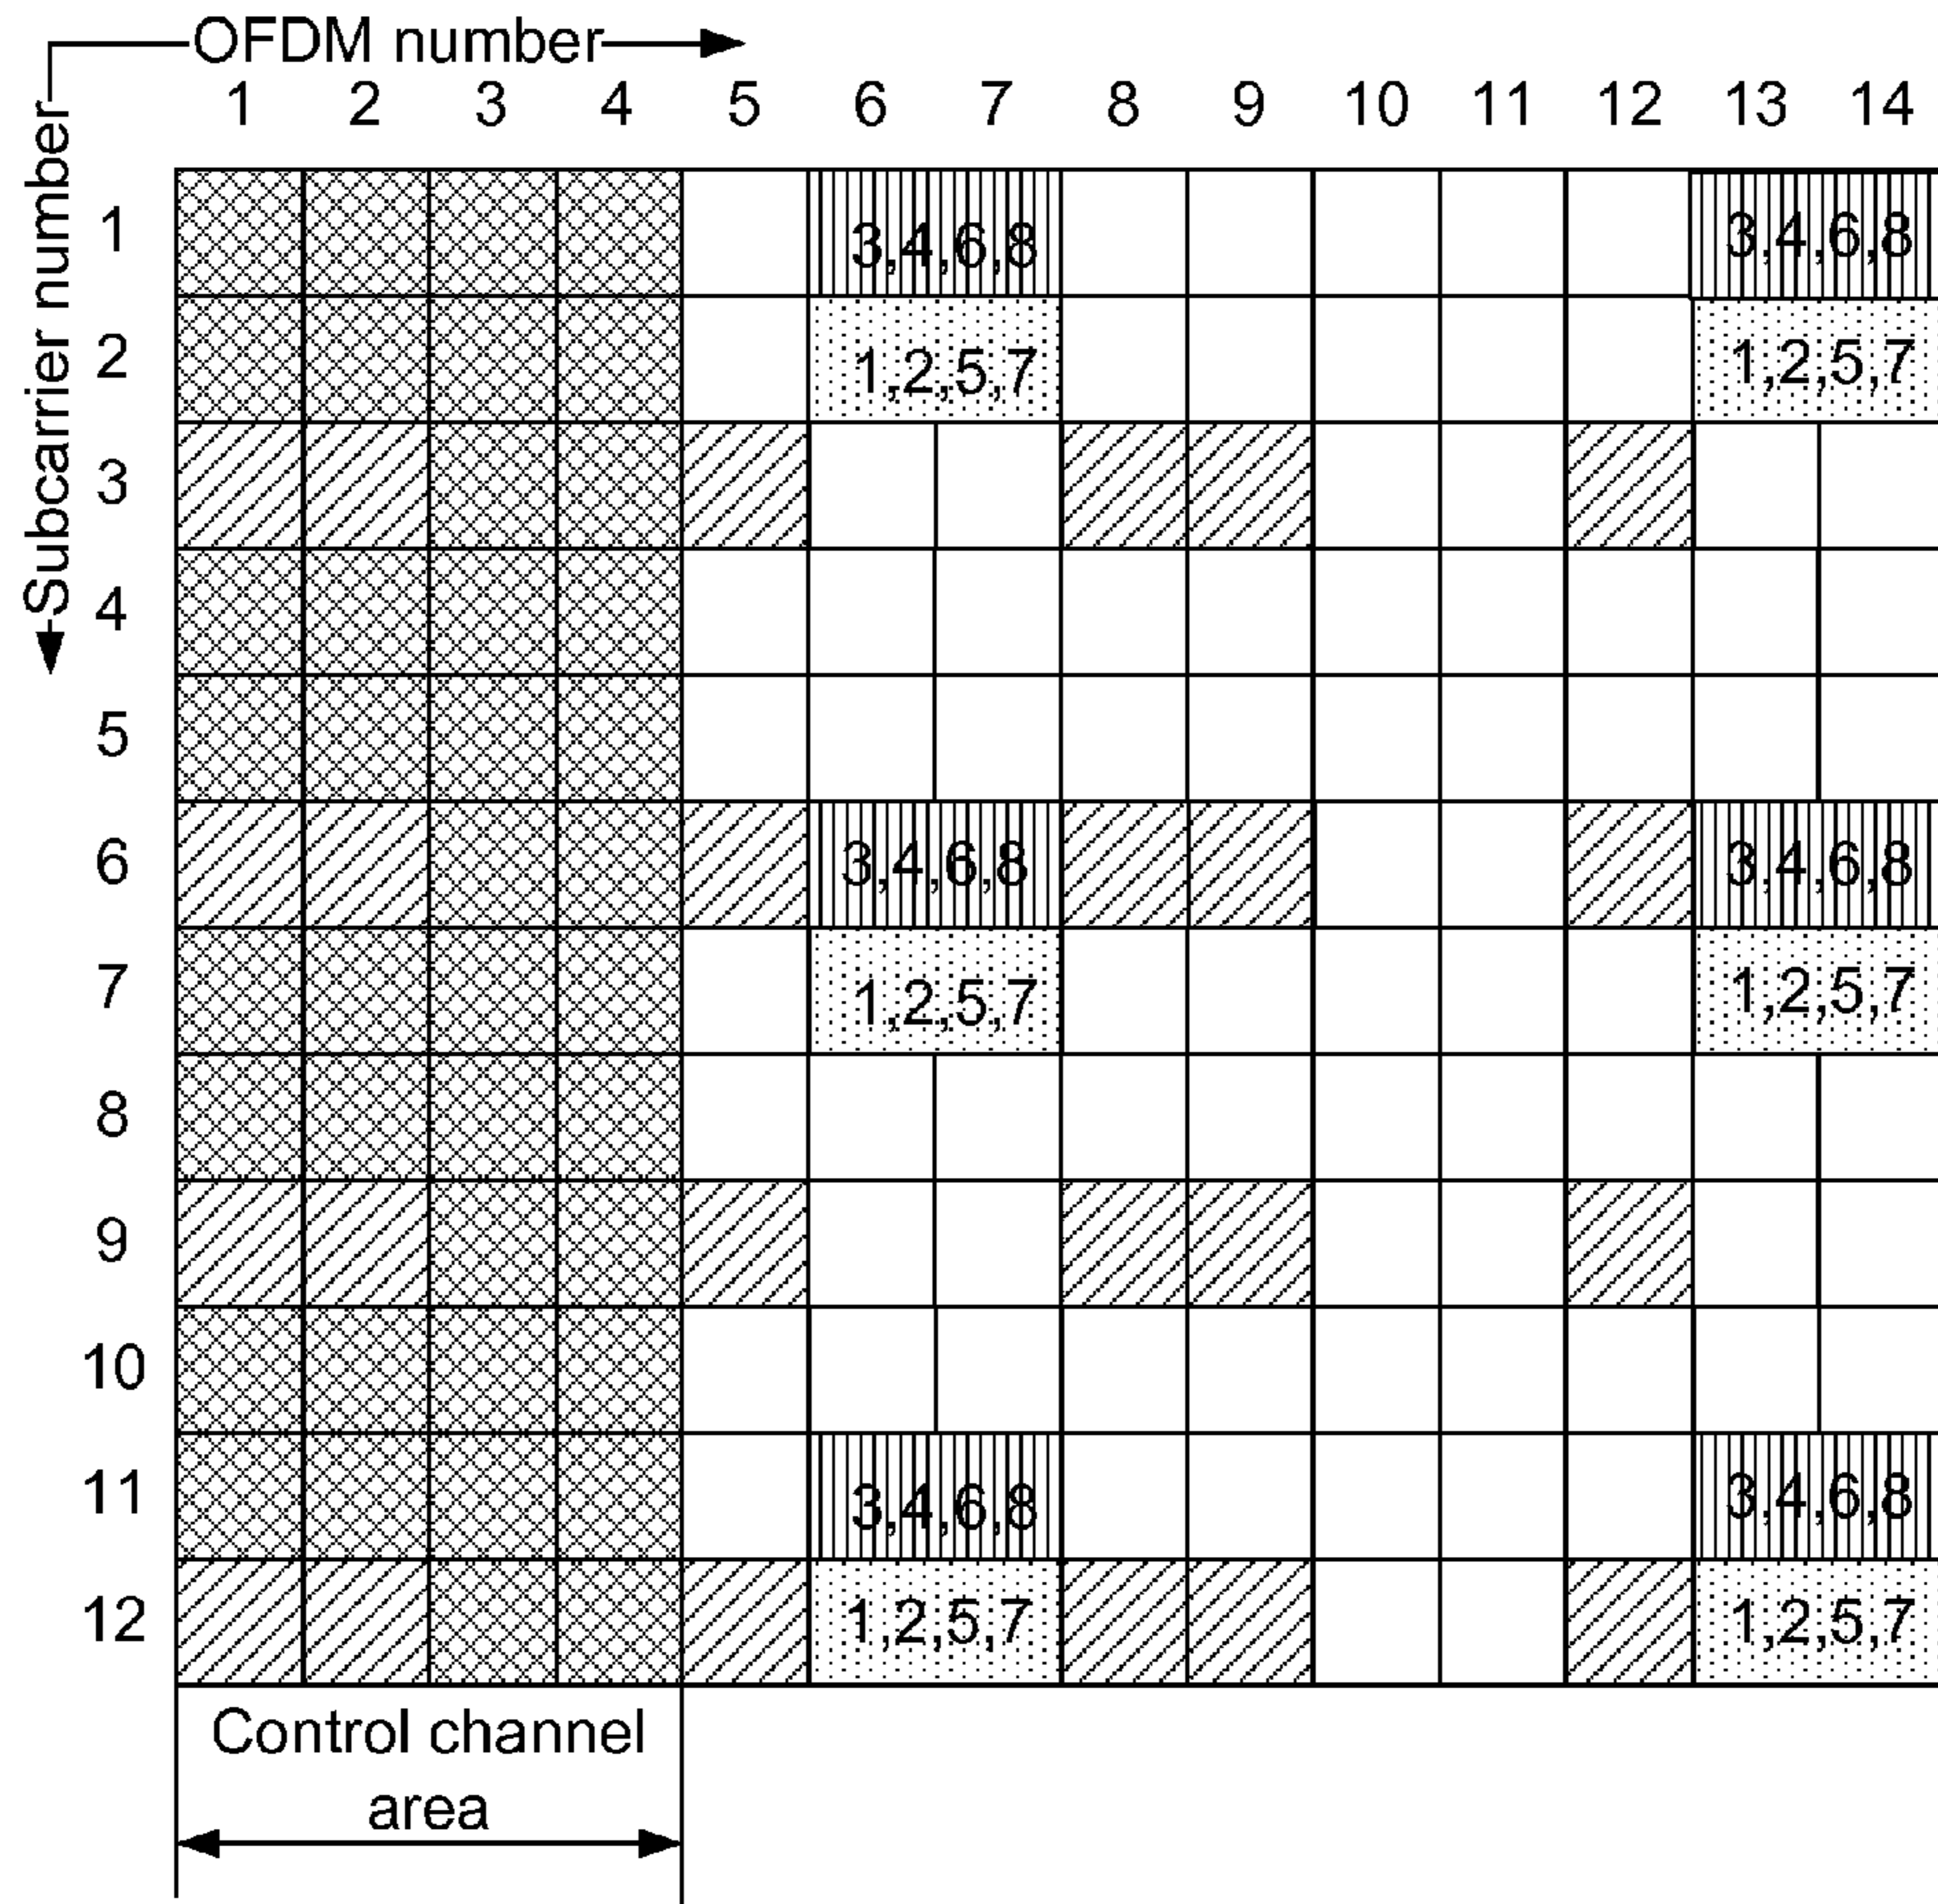 OFDM number
Subcarrier number
1 2 3 4 5 6 7 8 9 10 11 12 13 14
1 3,4,6,8 3,4,6,8
2 1,2,5,7 1,2,5,7
3
4
5
6 3,4,6,8 3,4,6,8
7 1,2,5,7 1,2,5,7
8
9
10
11 3,4,6,8 3,4,6,8
12 1,2,5,7 1,2,5,7
Control channel
area